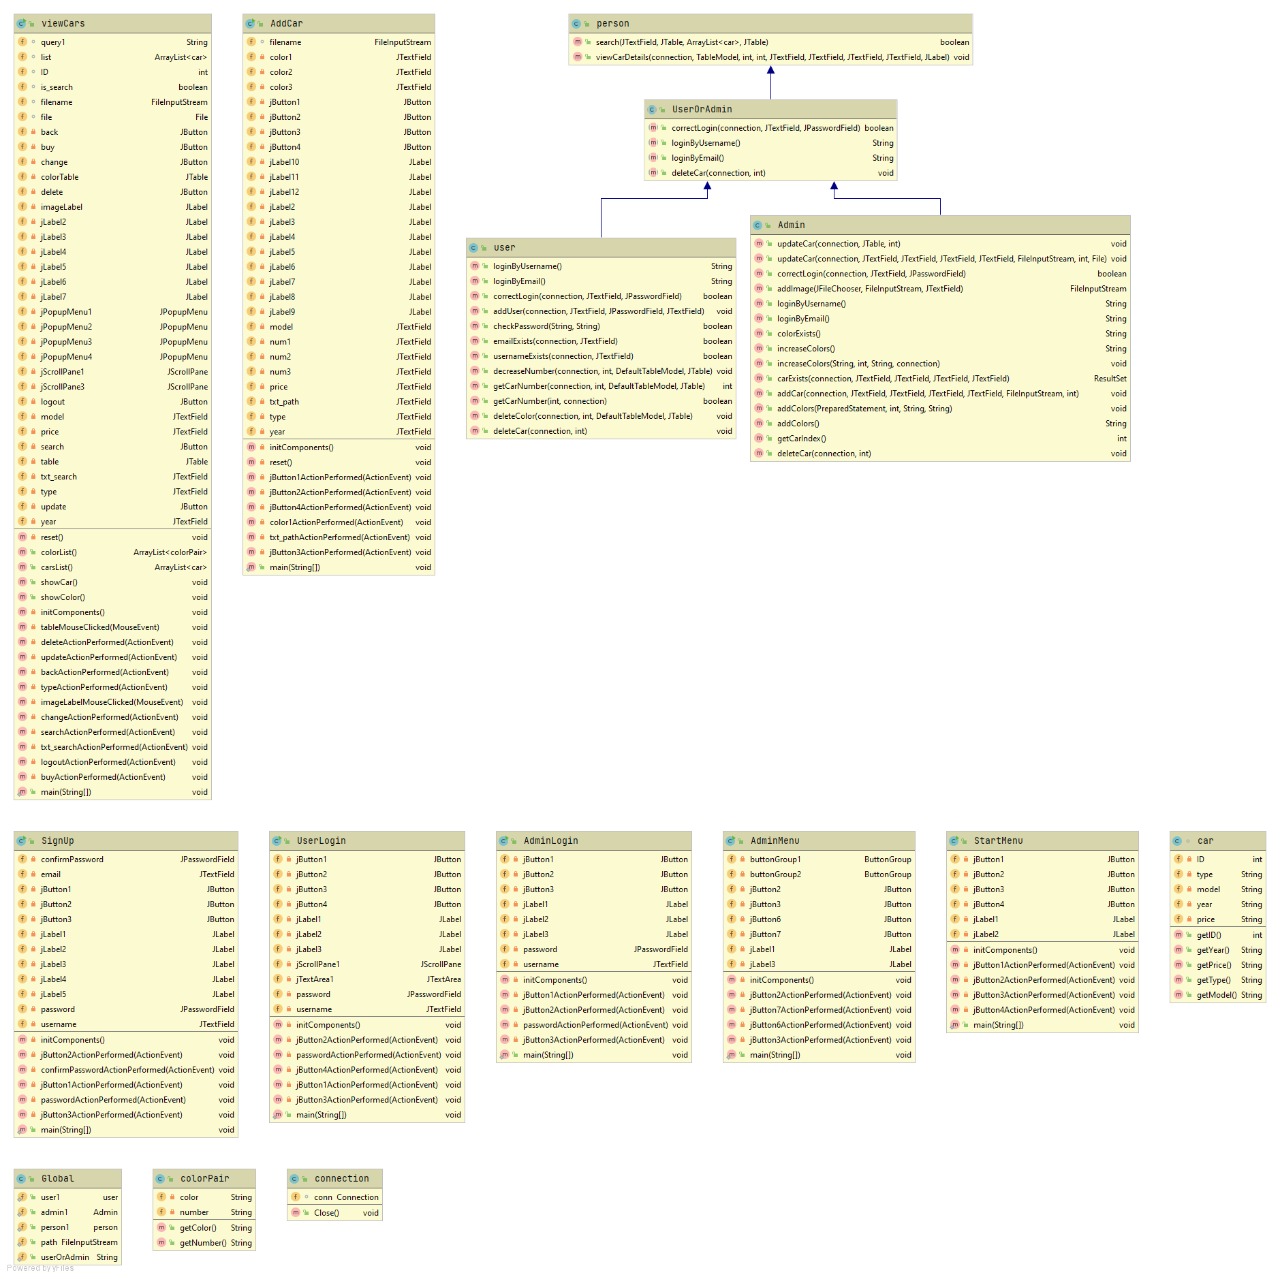 viewCars
query1 String
list ArrayList<car>
ID int
is_search boolean
filename FileInputStream
file File
back JButton
buy JButton
change JButton
colorTable JTable
delete JButton
imageLabel JLabel
jLabel2 JLabel
jLabel3 JLabel
jLabel4 JLabel
jLabel5 JLabel
jLabel6 JLabel
jLabel7 JLabel
jPopupMenu1 JPopupMenu
jPopupMenu2 JPopupMenu
jPopupMenu3 JPopupMenu
jPopupMenu4 JPopupMenu
jScrollPane1 JScrollPane
jScrollPane3 JScrollPane
logout JButton
model JTextField
price JTextField
search JButton
table JTable
txt_search JTextField
type JTextField
update JButton
year JTextField
reset() void
colorList() ArrayList<colorPair>
carsList() ArrayList<car>
showCar() void
showColor() void
initComponents() void
tableMouseClicked(MouseEvent) void
deleteActionPerformed(ActionEvent) void
updateActionPerformed(ActionEvent) void
backActionPerformed(ActionEvent) void
typeActionPerformed(ActionEvent) void
imageLabelMouseClicked(MouseEvent) void
changeActionPerformed(ActionEvent) void
searchActionPerformed(ActionEvent) void
txt_searchActionPerformed(ActionEvent) void
logoutActionPerformed(ActionEvent) void
buyActionPerformed(ActionEvent) void
main(String[]) void
AddCar
filename FileInputStream
color1 JTextField
color2 JTextField
color3 JTextField
jButton1 JButton
jButton2 JButton
jButton3 JButton
jButton4 JButton
jLabel10 JLabel
jLabel11 JLabel
jLabel12 JLabel
jLabel2 JLabel
jLabel3 JLabel
jLabel4 JLabel
jLabel5 JLabel
jLabel6 JLabel
jLabel7 JLabel
jLabel8 JLabel
jLabel9 JLabel
model JTextField
num1 JTextField
num2 JTextField
num3 JTextField
price JTextField
txt_path JTextField
type JTextField
year JTextField
initComponents() void
reset() void
jButton1ActionPerformed(ActionEvent) void
jButton2ActionPerformed(ActionEvent) void
jButton4ActionPerformed(ActionEvent) void
color1ActionPerformed(ActionEvent) void
txt_pathActionPerformed(ActionEvent) void
jButton3ActionPerformed(ActionEvent) void
main(String[]) void
person
search(JTextField, JTable, ArrayList<car>, JTable) boolean
viewCarDetails(connection, TableModel, int, int, JTextField, JTextField, JTextField, JTextField, JLabel) void
UserOrAdmin
correctLogin(connection, JTextField, JPasswordField) boolean
loginByUsername() String
loginByEmail() String
deleteCar(connection, int) void
user
loginByUsername() String
loginByEmail() String
correctLogin(connection, JTextField, JPasswordField) boolean
addUser(connection, JTextField, JPasswordField, JTextField) void
checkPassword(String, String) boolean
emailExists(connection, JTextField) boolean
usernameExists(connection, JTextField) boolean
decreaseNumber(connection, int, DefaultTableModel, JTable) void
getCarNumber(connection, int, DefaultTableModel, JTable) int
getCarNumber(int, connection) boolean
deleteColor(connection, int, DefaultTableModel, JTable) void
deleteCar(connection, int) void
Admin
updateCar(connection, JTable, int) void
updateCar(connection, JTextField, JTextField, JTextField, JTextField, FileInputStream, int, File) void
correctLogin(connection, JTextField, JPasswordField) boolean
addImage(JFileChooser, FileInputStream, JTextField) FileInputStream
loginByUsername() String
loginByEmail() String
colorExists() String
increaseColors() String
increaseColors(String, int, String, connection) void
carExists(connection, JTextField, JTextField, JTextField, JTextField) ResultSet
addCar(connection, JTextField, JTextField, JTextField, JTextField, FileInputStream, int) void
addColors(PreparedStatement, int, String, String) void
addColors() String
getCarIndex() int
deleteCar(connection, int) void
SignUp
confirmPassword JPasswordField
email JTextField
jButton1 JButton
jButton2 JButton
jButton3 JButton
jLabel1 JLabel
jLabel2 JLabel
jLabel3 JLabel
jLabel4 JLabel
jLabel5 JLabel
password JPasswordField
username JTextField
initComponents() void
jButton2ActionPerformed(ActionEvent) void
confirmPasswordActionPerformed(ActionEvent) void
jButton1ActionPerformed(ActionEvent) void
passwordActionPerformed(ActionEvent) void
jButton3ActionPerformed(ActionEvent) void
main(String[]) void
UserLogin
jButton1 JButton
jButton2 JButton
jButton3 JButton
jButton4 JButton
jLabel1 JLabel
jLabel2 JLabel
jLabel3 JLabel
jScrollPane1 JScrollPane
jTextArea1 JTextArea
password JPasswordField
username JTextField
initComponents() void
jButton2ActionPerformed(ActionEvent) void
passwordActionPerformed(ActionEvent) void
jButton4ActionPerformed(ActionEvent) void
jButton1ActionPerformed(ActionEvent) void
jButton3ActionPerformed(ActionEvent) void
main(String[]) void
AdminLogin
jButton1 JButton
jButton2 JButton
jButton3 JButton
jLabel1 JLabel
jLabel2 JLabel
jLabel3 JLabel
password JPasswordField
username JTextField
initComponents() void
jButton1ActionPerformed(ActionEvent) void
jButton2ActionPerformed(ActionEvent) void
passwordActionPerformed(ActionEvent) void
jButton3ActionPerformed(ActionEvent) void
main(String[]) void
AdminMenu
buttonGroup1 ButtonGroup
buttonGroup2 ButtonGroup
jButton2 JButton
jButton3 JButton
jButton6 JButton
jButton7 JButton
jLabel1 JLabel
jLabel3 JLabel
initComponents() void
jButton2ActionPerformed(ActionEvent) void
jButton7ActionPerformed(ActionEvent) void
jButton6ActionPerformed(ActionEvent) void
jButton3ActionPerformed(ActionEvent) void
main(String[]) void
StartMenu
jButton1 JButton
jButton2 JButton
jButton3 JButton
jButton4 JButton
jLabel1 JLabel
jLabel2 JLabel
initComponents() void
jButton1ActionPerformed(ActionEvent) void
jButton2ActionPerformed(ActionEvent) void
jButton3ActionPerformed(ActionEvent) void
jButton4ActionPerformed(ActionEvent) void
main(String[]) void
car
ID int
type String
model String
year String
price String
getID() int
getYear() String
getPrice() String
getType() String
getModel() String
Global
user1 user
admin1 Admin
person1 person
path FileInputStream
userOrAdmin String
colorPair
color String
number String
getColor() String
getNumber() String
connection
conn Connection
Close() void
Powered by yFiles